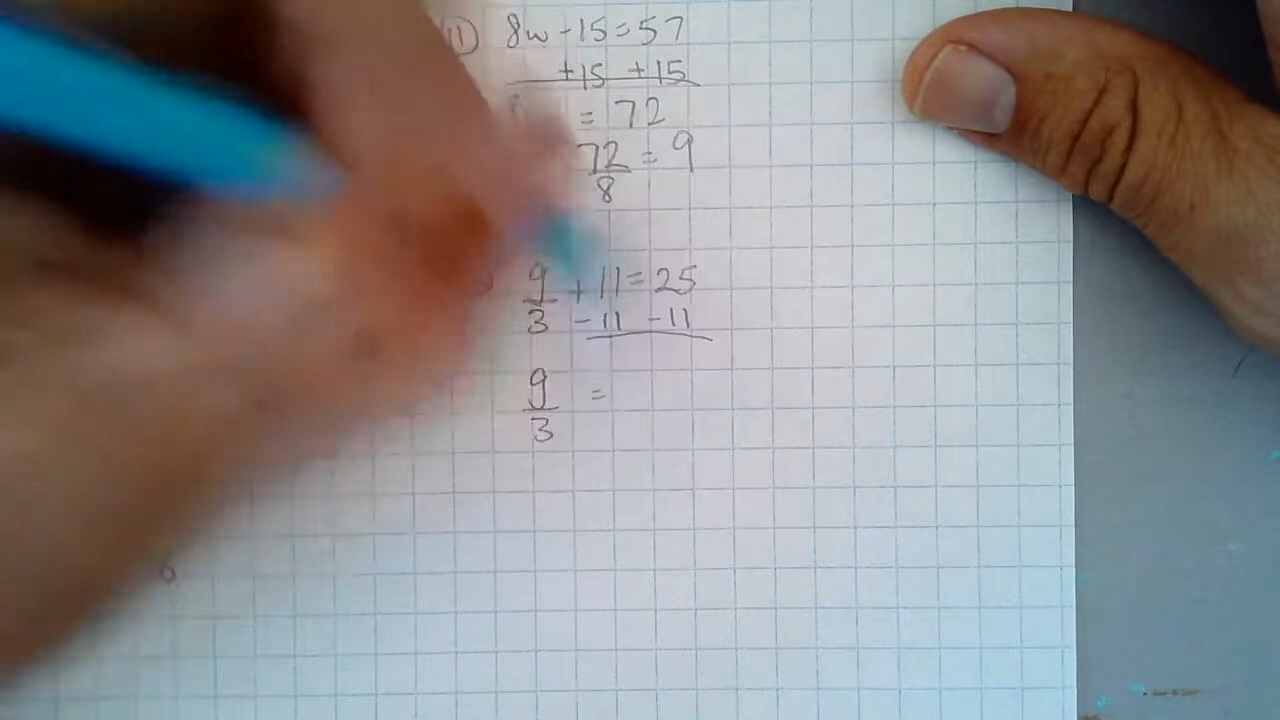 11) 8w - 15 = 57
+15 +15
= 72
72/8 = 9
9/3 + 11 = 25
-11 -11
9/3 =